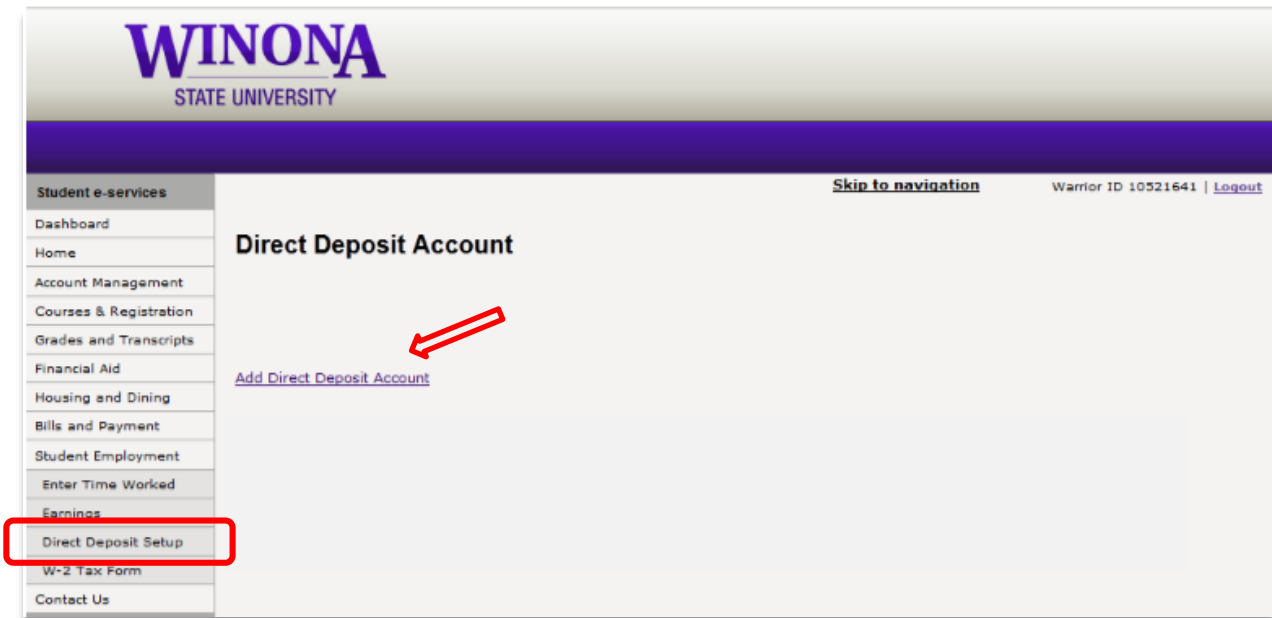 WINONA
STATE UNIVERSITY
Skip to navigation
Warrior ID 10521641 | Logout
Student e-services
Dashboard
Home
Account Management
Courses & Registration
Grades and Transcripts
Financial Aid
Housing and Dining
Bills and Payment
Student Employment
Enter Time Worked
Earnings
Direct Deposit Setup
W-2 Tax Form
Contact Us
Direct Deposit Account
Add Direct Deposit Account